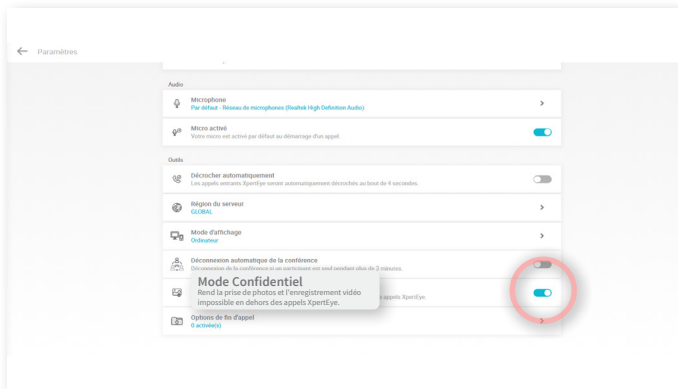 Paramètres
Audio
Microphone
Par défaut - Réseau de microphones (Realtek High Definition Audio)
Micro activé
Votre micro est activé par défaut au démarrage d'un appel.
Outils
Décrocher automatiquement
Les appels entrants XpertEye seront automatiquement décrochés au bout de 4 secondes.
Région du serveur
GLOBAL
Mode d'affichage
Ordinateur
Déconnexion automatique de la conférence
Déconnexion de la conférence si un participant est seul pendant plus de 2 minutes.
Mode Confidentiel
Rend la prise de photos et l'enregistrement vidéo
impossible en dehors des appels XpertEye.
appels XpertEye.
Options de fin d'appel
0 activée(s)